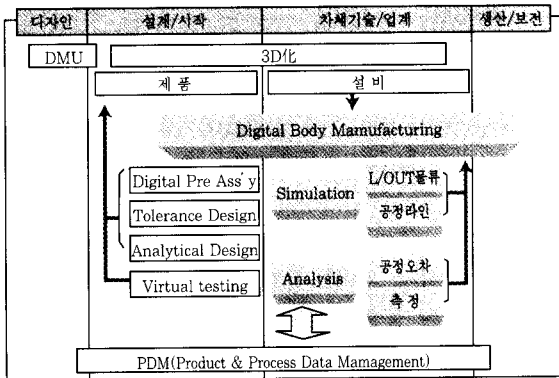 디자인 설계/시작 차체기술/업계 생산/보전
DMU 3D化
제 품 설 비
Digital Body Mamufacturing
Digital Pre Ass'y
Tolerance Design
Analytical Design
Virtual testing
Simulation
L/OUT물류
공정라인
Analysis
공정오차
측 정
PDM(Product & Process Data Mamagement)